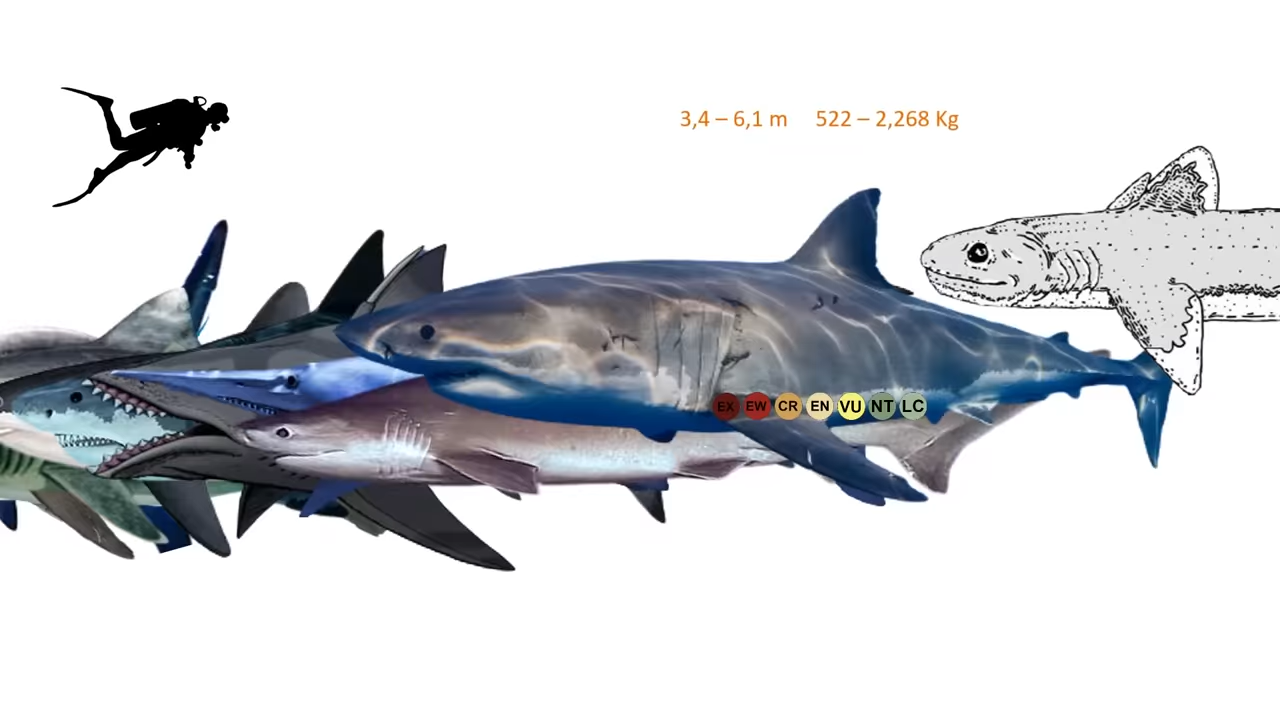 3,4 – 6,1 m 522 – 2,268 Kg
EX EW CR EN VU NT LC